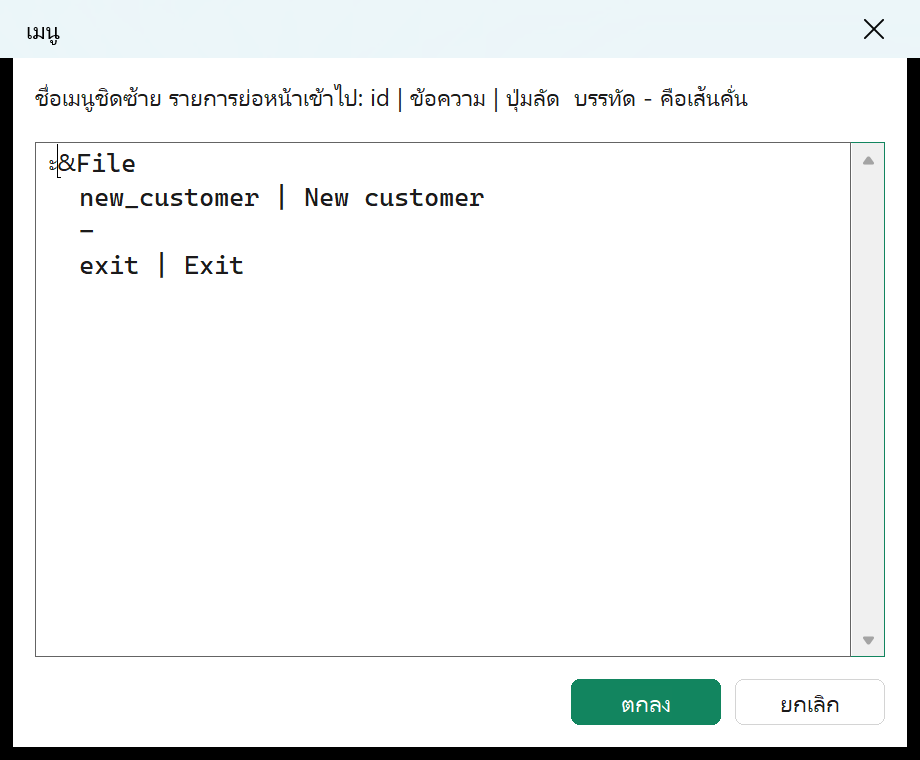 เมนู
ชื่อเมนูชิดซ้าย รายการย่อหน้าเข้าไป: id | ข้อความ | ปุ่มลัด  บรรทัด - คือเส้นคั่น
ะ&File
  new_customer | New customer
  -
  exit | Exit
ตกลง
ยกเลิก